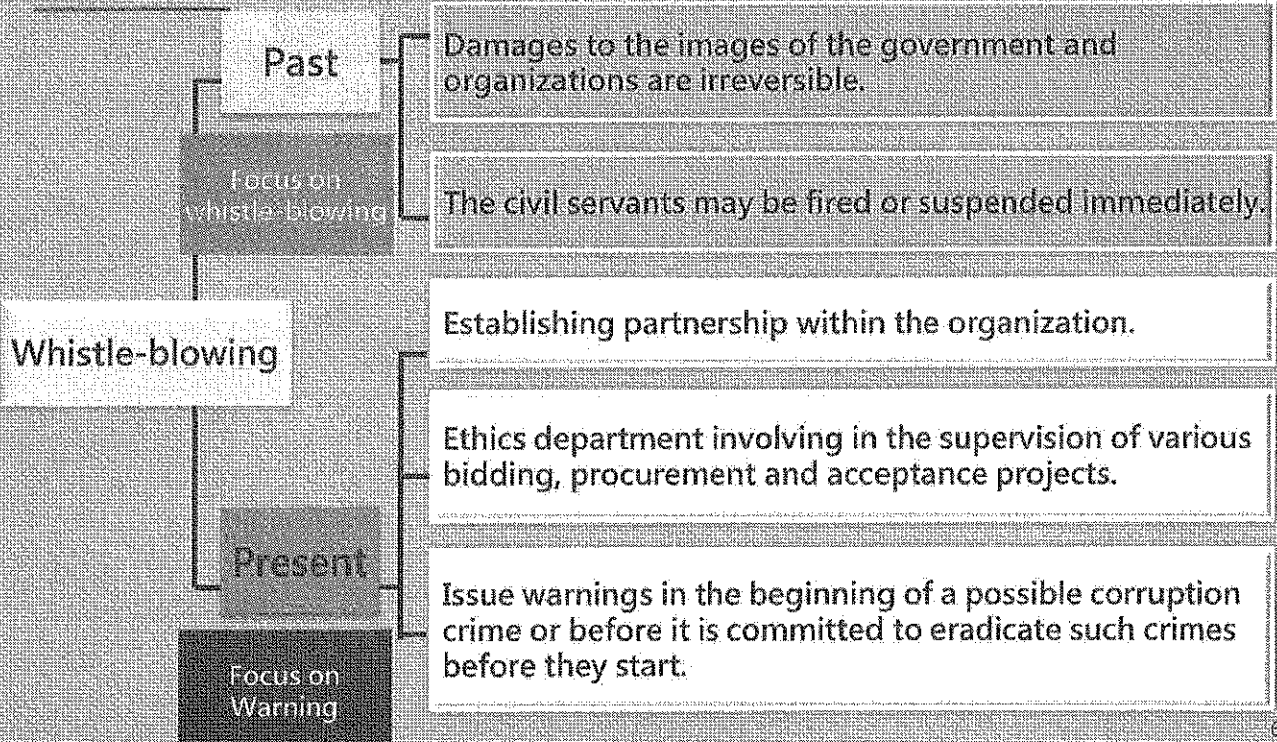 Past
Damages to the images of the government and
organizations are irreversible.
Focus on
whistle-blowing
The civil servants may be fired or suspended immediately.
Whistle-blowing
Establishing partnership within the organization.
Ethics department involving in the supervision of various
bidding, procurement and acceptance projects.
Present
Issue warnings in the beginning of a possible corruption
crime or before it is committed to eradicate such crimes
before they start.
Focus on
Warning